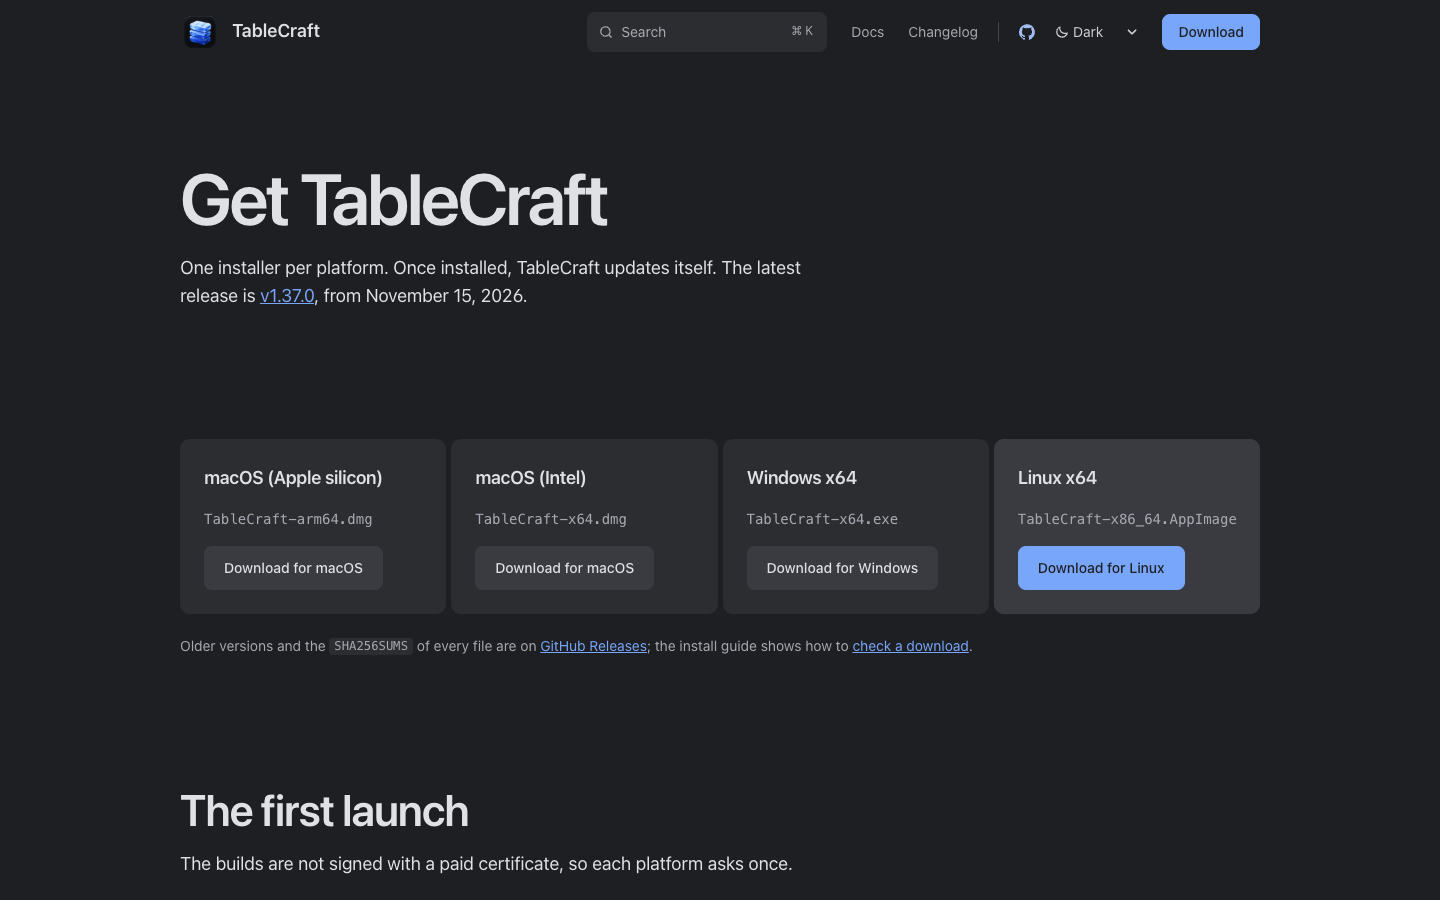 TableCraft
Search ⌘ K
Docs
Changelog
Dark
Download
Get TableCraft
One installer per platform. Once installed, TableCraft updates itself. The latest
release is v1.37.0, from November 15, 2026.
macOS (Apple silicon)
TableCraft-arm64.dmg
Download for macOS
macOS (Intel)
TableCraft-x64.dmg
Download for macOS
Windows x64
TableCraft-x64.exe
Download for Windows
Linux x64
TableCraft-x86_64.AppImage
Download for Linux
Older versions and the SHA256SUMS of every file are on GitHub Releases; the install guide shows how to check a download.
The first launch
The builds are not signed with a paid certificate, so each platform asks once.